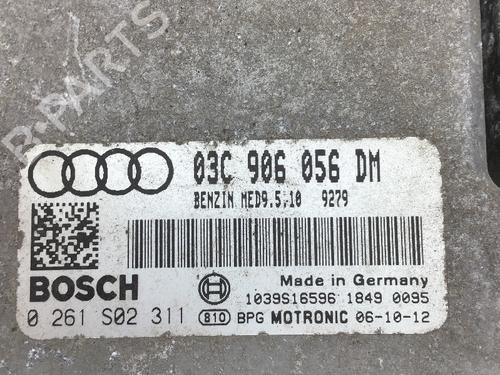 B-PARTS
03C 906 056 DM
BENZIN MED9.5.10 9279
BOSCH
Made in Germany
1039S16596 1849 0095
0 261 S02 311
810 BPG MOTRONIC 06-10-12